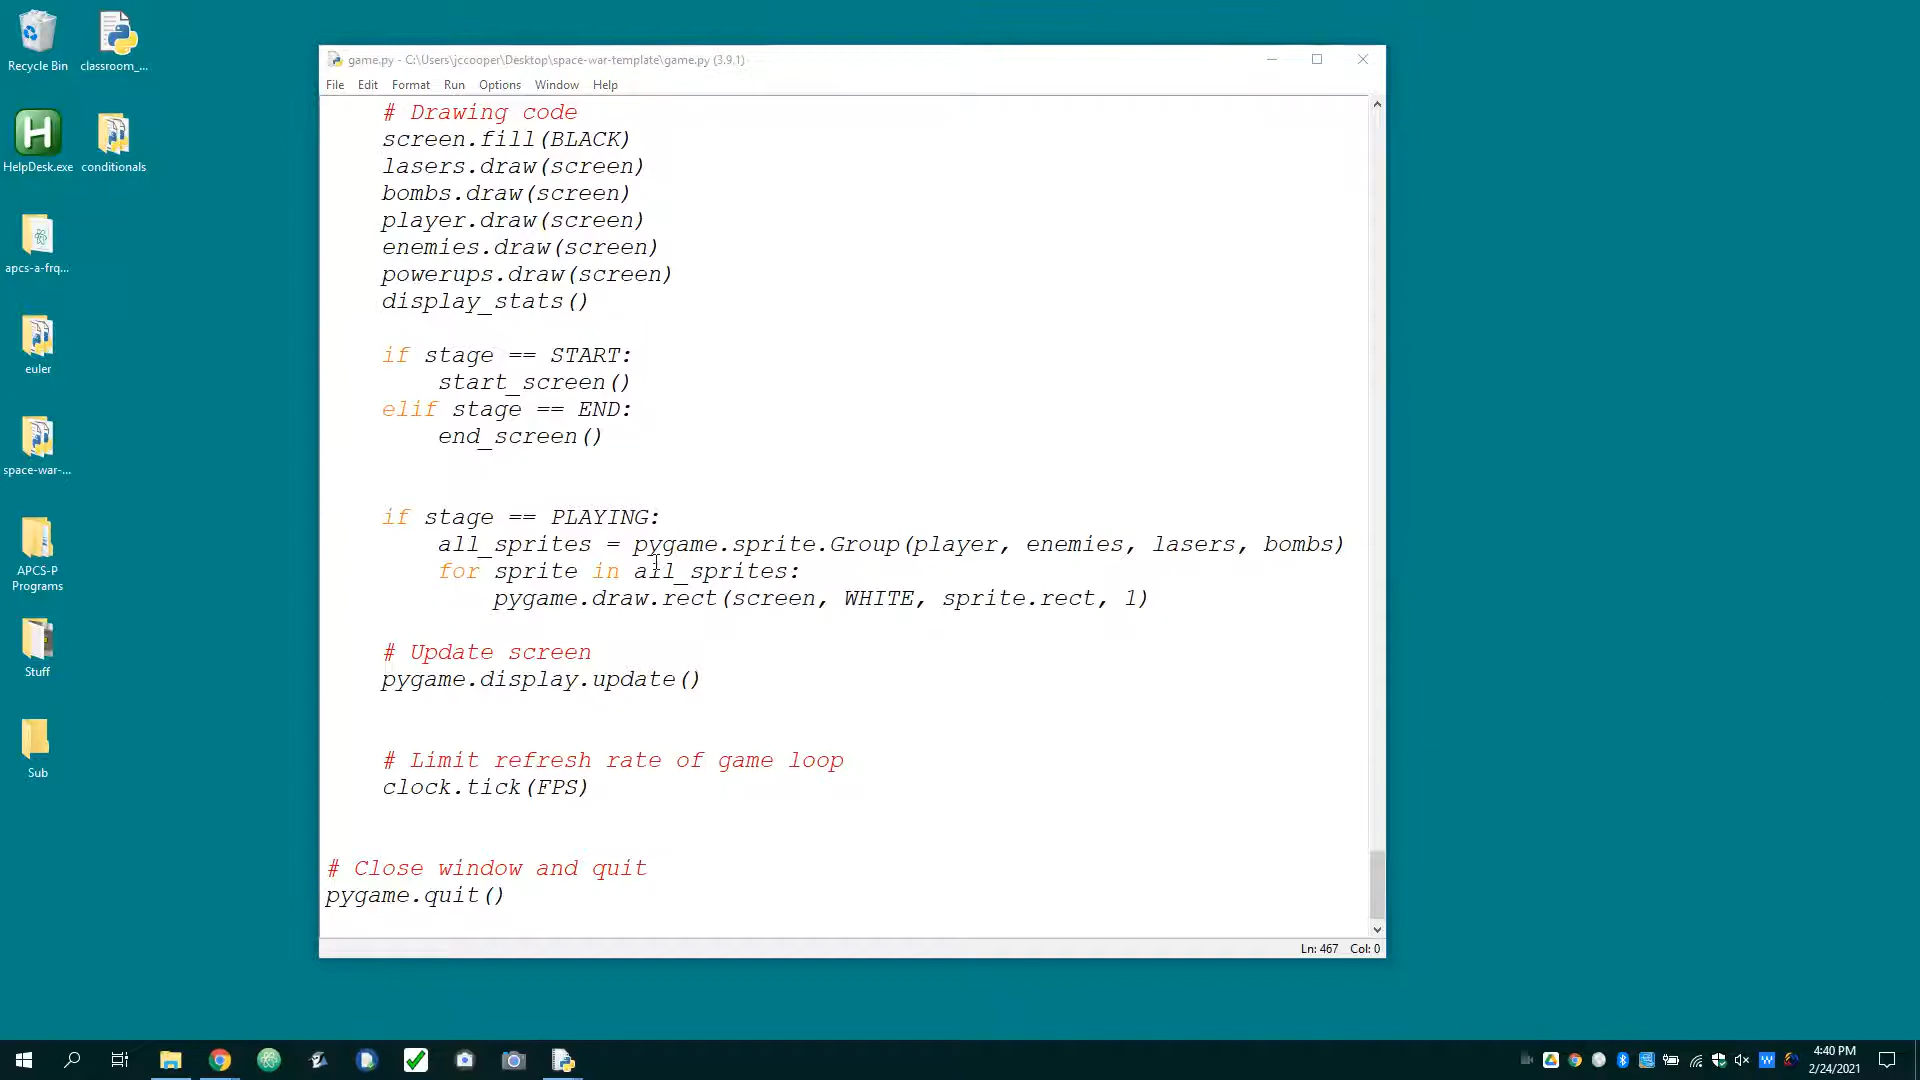 Recycle Bin
classroom_...
HelpDesk.exe
conditionals
apcs-a-frq...
euler
space-war-...
APCS-P
Programs
Stuff
Sub
game.py - C:\Users\jccooper\Desktop\space-war-template\game.py (3.9.1)
File Edit Format Run Options Window Help
# Drawing code
screen.fill(BLACK)
lasers.draw(screen)
bombs.draw(screen)
player.draw(screen)
enemies.draw(screen)
powerups.draw(screen)
display_stats()
if stage == START:
start_screen()
elif stage == END:
end_screen()
if stage == PLAYING:
all_sprites = pygame.sprite.Group(player, enemies, lasers, bombs)
for sprite in all_sprites:
pygame.draw.rect(screen, WHITE, sprite.rect, 1)
# Update screen
pygame.display.update()
# Limit refresh rate of game loop
clock.tick(FPS)
# Close window and quit
pygame.quit()
Ln: 467 Col: 0
4:40 PM
2/24/2021